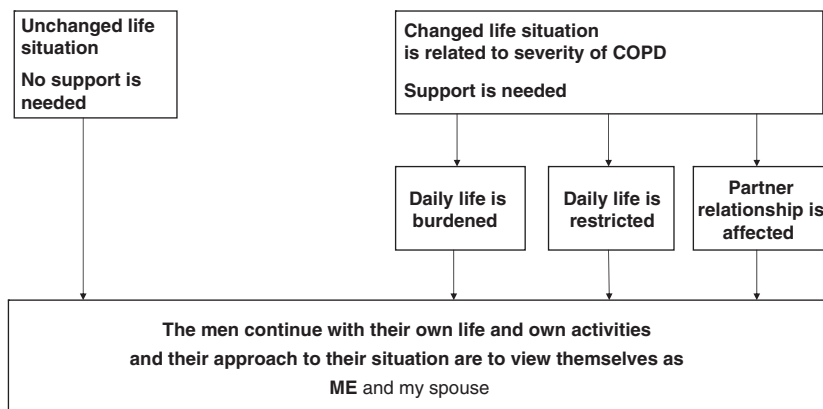 Unchanged life
situation
No support is
needed
Changed life situation
is related to severity of COPD
Support is needed
Daily life is
burdened
Daily life is
restricted
Partner
relationship is
affected
The men continue with their own life and own activities
and their approach to their situation are to view themselves as
ME and my spouse